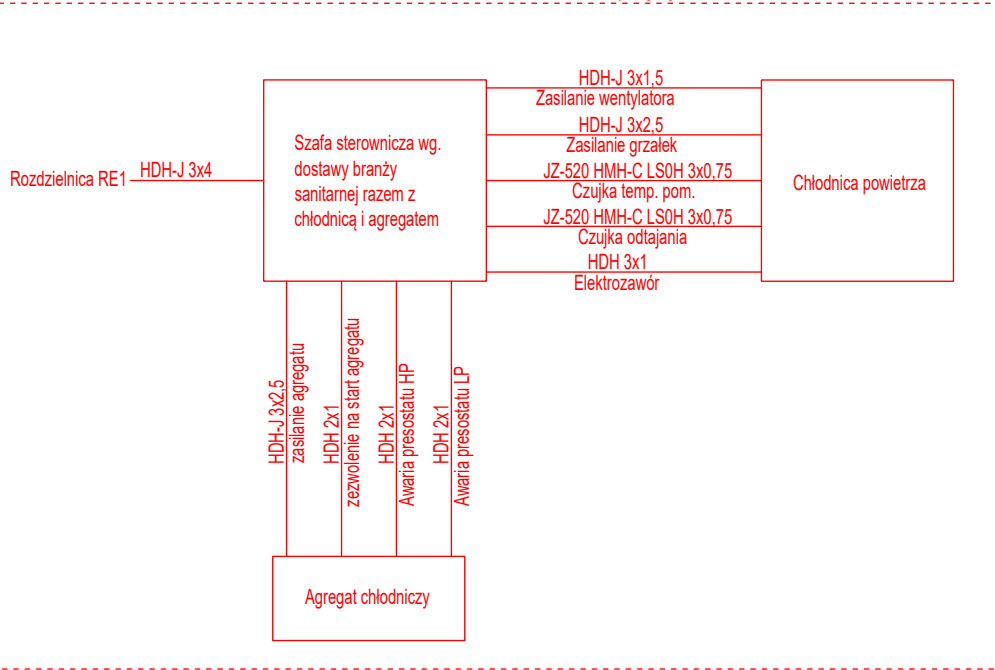 Rozdzielnica RE1
HDH-J 3x4
Szafa sterownicza wg.
dostawy branży
sanitarnej razem z
chłodnicą i agregatem
HDH-J 3x1,5
Zasilanie wentylatora
HDH-J 3x2,5
Zasilanie grzałek
JZ-520 HMH-C LS0H 3x0,75
Czujka temp. pom.
JZ-520 HMH-C LS0H 3x0,75
Czujka odtajania
HDH 3x1
Elektrozawór
Chłodnica powietrza
HDH-J 3x2,5
zasilanie agregatu
HDH 2x1
zezwolenie na start agregatu
HDH 2x1
Awaria presostatu HP
HDH 2x1
Awaria presostatu LP
Agregat chłodniczy